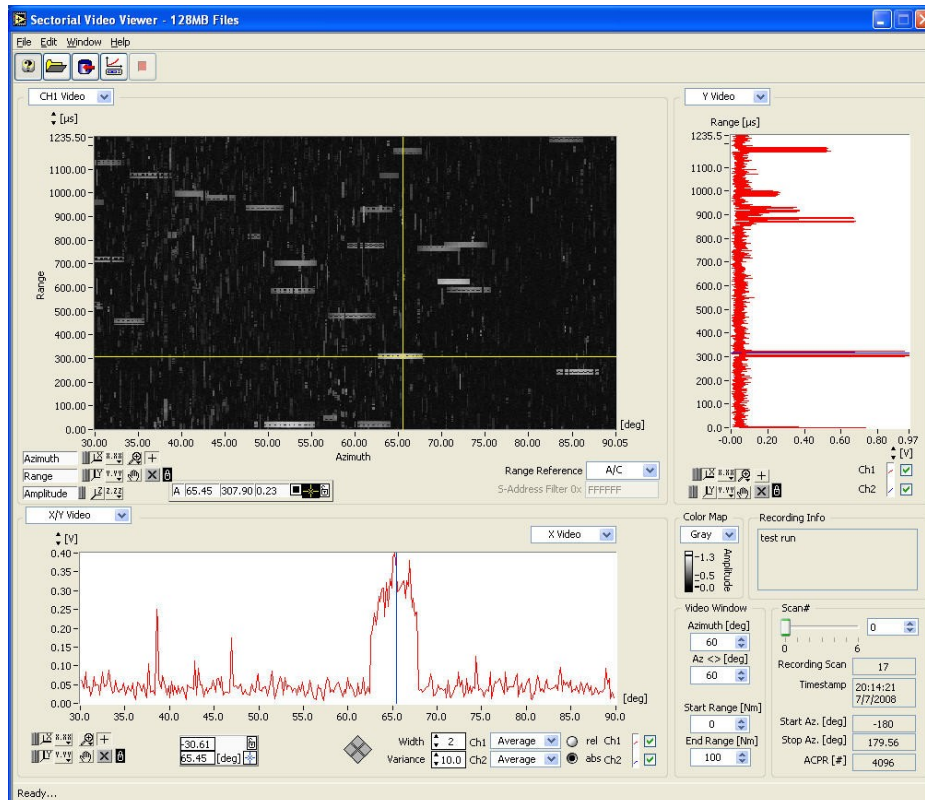 Sectorial Video Viewer - 128MB Files
File Edit Window Help
CH1 Video
[µs]
1235.50
1100.00
1000.00
900.00
800.00
700.00
600.00
500.00
400.00
300.00
200.00
100.00
0.00
Range
30.00 35.00 40.00 45.00 50.00 55.00 60.00 65.00 70.00 75.00 80.00 85.00 90.05
[deg]
Azimuth
Azimuth
Range
Amplitude
A 65.45 307.90 0.23
Range Reference A/C
S-Address Filter 0x FFFFFF
Y Video
Range [µs]
1235.5
1100.0
1000.0
900.0
800.0
700.0
600.0
500.0
400.0
300.0
200.0
100.0
0.0
-0.00 0.20 0.40 0.60 0.80 0.97
[V]
Ch1
Ch2
X/Y Video
[V]
X Video
0.40
0.35
0.30
0.25
0.20
0.15
0.10
0.05
0.00
[deg]
30.0 35.0 40.0 45.0 50.0 55.0 60.0 65.0 70.0 75.0 80.0 85.0 90.0
-30.61
65.45 [deg]
Width 2 Ch1 Average rel Ch1
Variance 10.0 Ch2 Average abs Ch2
Color Map
Gray
-1.3
-0.5
-0.0
Amplitude
Recording Info
test run
Video Window
Azimuth [deg]
60
Az <> [deg]
60
Start Range [Nm]
0
End Range [Nm]
100
Scan#
0
0 6
Recording Scan 17
Timestamp 20:14:21
7/7/2008
Start Az. [deg] -180
Stop Az. [deg] 179.56
ACPR [#] 4096
Ready...